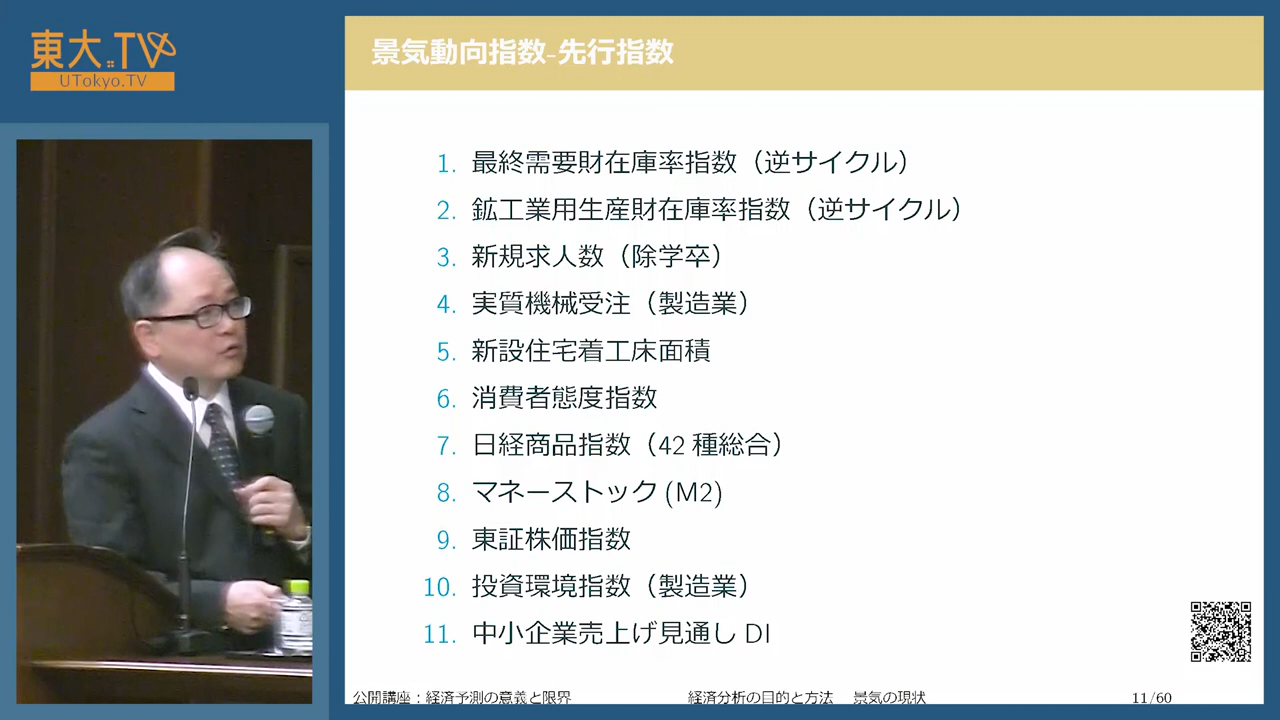 東大.TV
UTokyo.TV
景気動向指数-先行指数
1. 最終需要財在庫率指数（逆サイクル）
2. 鉱工業用生産財在庫率指数（逆サイクル）
3. 新規求人数（除学卒）
4. 実質機械受注（製造業）
5. 新設住宅着工床面積
6. 消費者態度指数
7. 日経商品指数（42 種総合）
8. マネーストック (M2)
9. 東証株価指数
10. 投資環境指数（製造業）
11. 中小企業売上げ見通し DI
公開講座：経済予測の意義と限界 経済分析の目的と方法 景気の現状 11/60